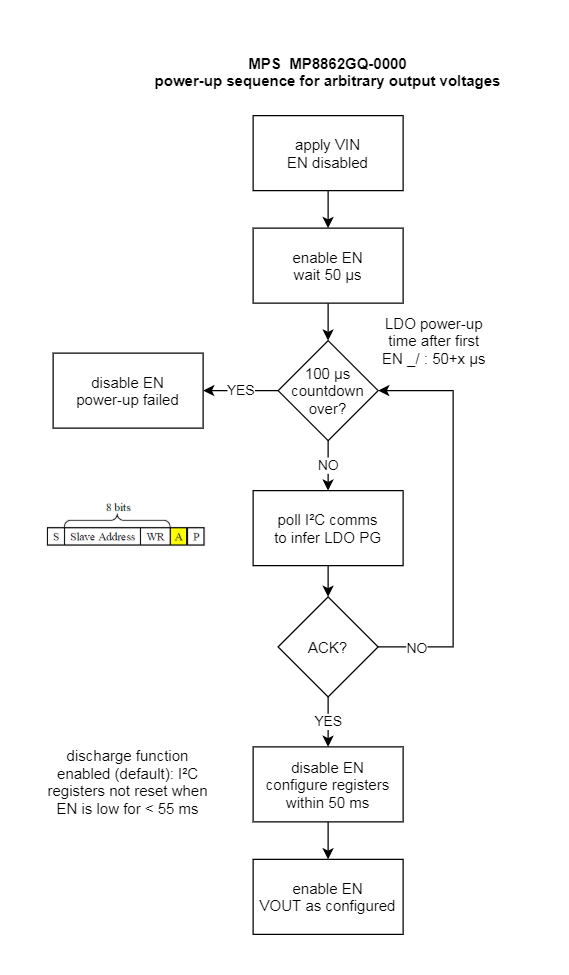 MPS MP8862GQ-0000
power-up sequence for arbitrary output voltages
apply VIN
EN disabled
enable EN
wait 50 µs
LDO power-up
time after first
EN _/ : 50+x µs
100 µs
countdown
over?
YES
disable EN
power-up failed
NO
8 bits
S Slave Address WR A P
poll I²C comms
to infer LDO PG
ACK?
NO
YES
discharge function
enabled (default): I²C
registers not reset when
EN is low for < 55 ms
disable EN
configure registers
within 50 ms
enable EN
VOUT as configured